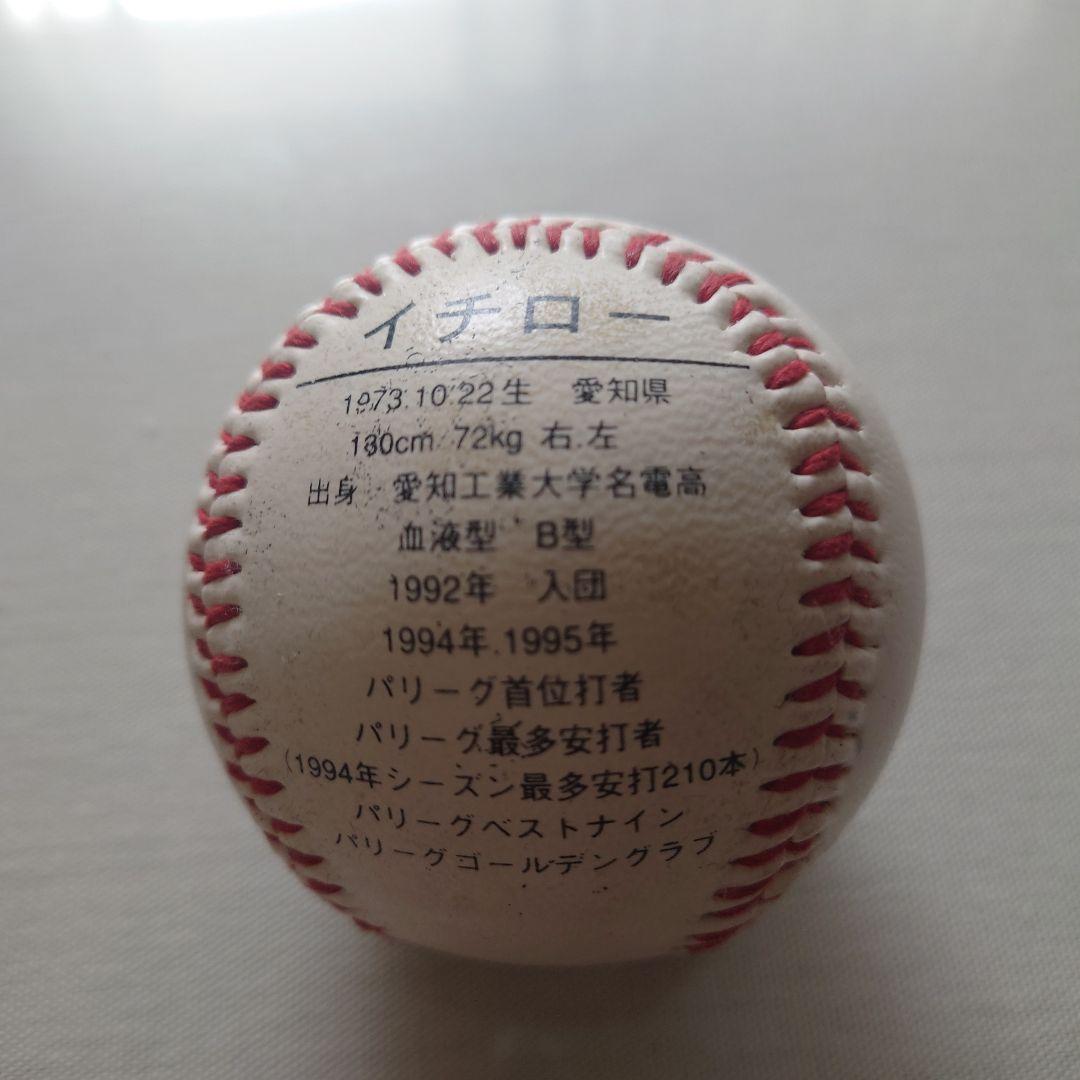 イチロー
1973.10.22生　愛知県
180cm 72kg 右.左
出身　愛知工業大学名電高
血液型　B型
1992年　入団
1994年.1995年
パリーグ首位打者
パリーグ最多安打者
(1994年シーズン最多安打210本)
パリーグベストナイン
パリーグゴールデングラブ